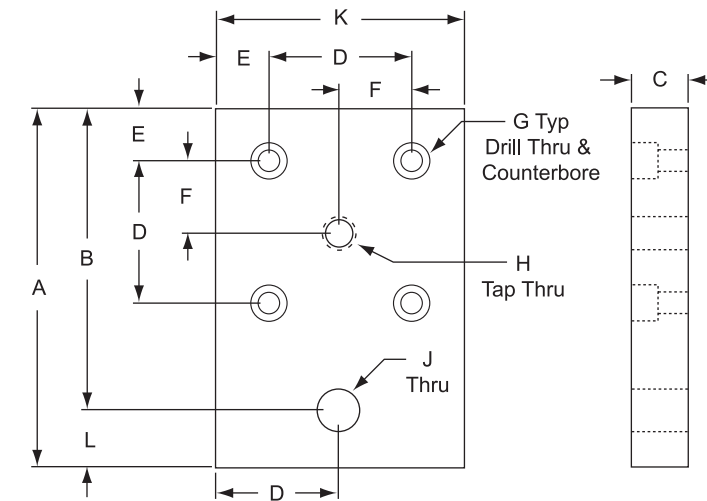 K
E
D
F
C
E
G Typ
Drill Thru &
Counterbore
F
D
B
A
H
Tap Thru
J
Thru
L
D